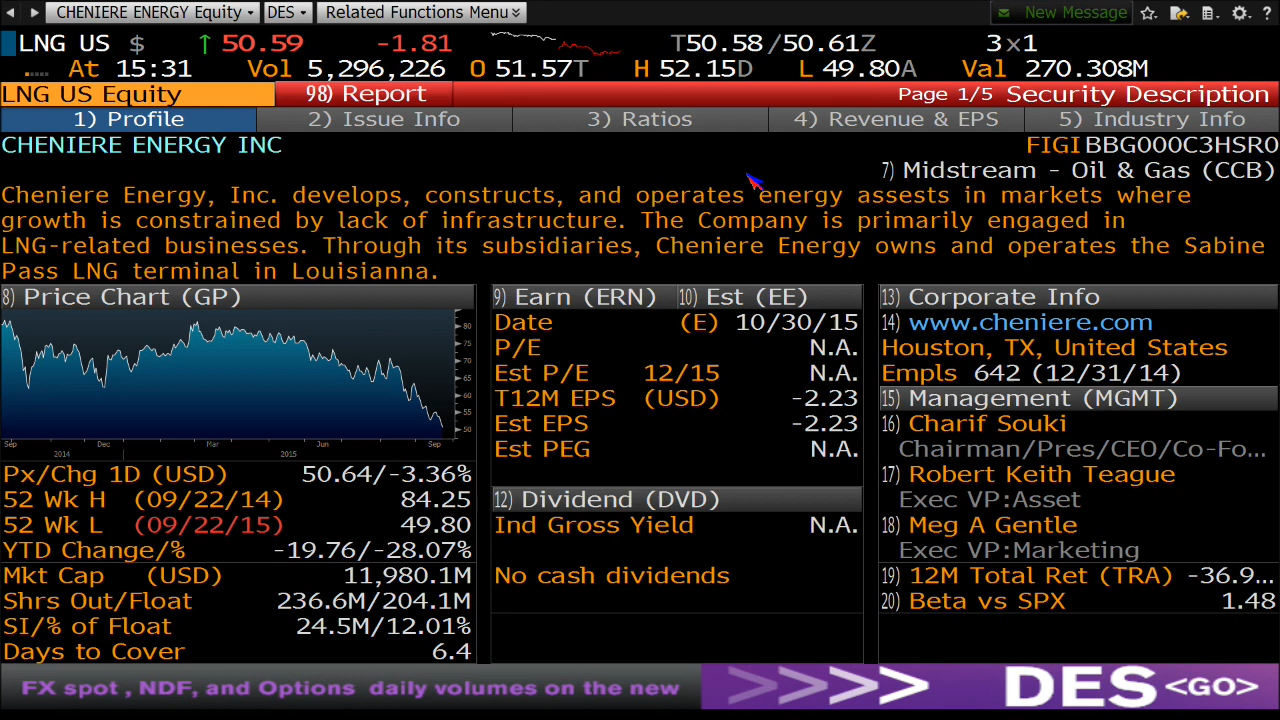 CHENIERE ENERGY Equity DES Related Functions Menu New Message
LNG US $ ↑ 50.59 -1.81 T50.58/50.61Z 3x1
At 15:31 Vol 5,296,226 O 51.57T H 52.15D L 49.80A Val 270.308M
LNG US Equity 98) Report Page 1/5 Security Description
1) Profile 2) Issue Info 3) Ratios 4) Revenue & EPS 5) Industry Info
CHENIERE ENERGY INC FIGI BBG000C3HSR0
7) Midstream - Oil & Gas (CCB)
Cheniere Energy, Inc. develops, constructs, and operates energy assests in markets where
growth is constrained by lack of infrastructure. The Company is primarily engaged in
LNG-related businesses. Through its subsidiaries, Cheniere Energy owns and operates the Sabine
Pass LNG terminal in Louisianna.
8) Price Chart (GP)
80
75
70
65
60
55
50
Sep Dec Mar Jun Sep
2014 2015
Px/Chg 1D (USD) 50.64/-3.36%
52 Wk H (09/22/14) 84.25
52 Wk L (09/22/15) 49.80
YTD Change/% -19.76/-28.07%
Mkt Cap (USD) 11,980.1M
Shrs Out/Float 236.6M/204.1M
SI/% of Float 24.5M/12.01%
Days to Cover 6.4
9) Earn (ERN) 10) Est (EE)
Date (E) 10/30/15
P/E N.A.
Est P/E 12/15 N.A.
T12M EPS (USD) -2.23
Est EPS -2.23
Est PEG N.A.
12) Dividend (DVD)
Ind Gross Yield N.A.
No cash dividends
13) Corporate Info
14) www.cheniere.com
Houston, TX, United States
Empls 642 (12/31/14)
15) Management (MGMT)
16) Charif Souki
Chairman/Pres/CEO/Co-Fo...
17) Robert Keith Teague
Exec VP:Asset
18) Meg A Gentle
Exec VP:Marketing
19) 12M Total Ret (TRA) -36.9...
20) Beta vs SPX 1.48
FX spot , NDF, and Options daily volumes on the new DES <GO>